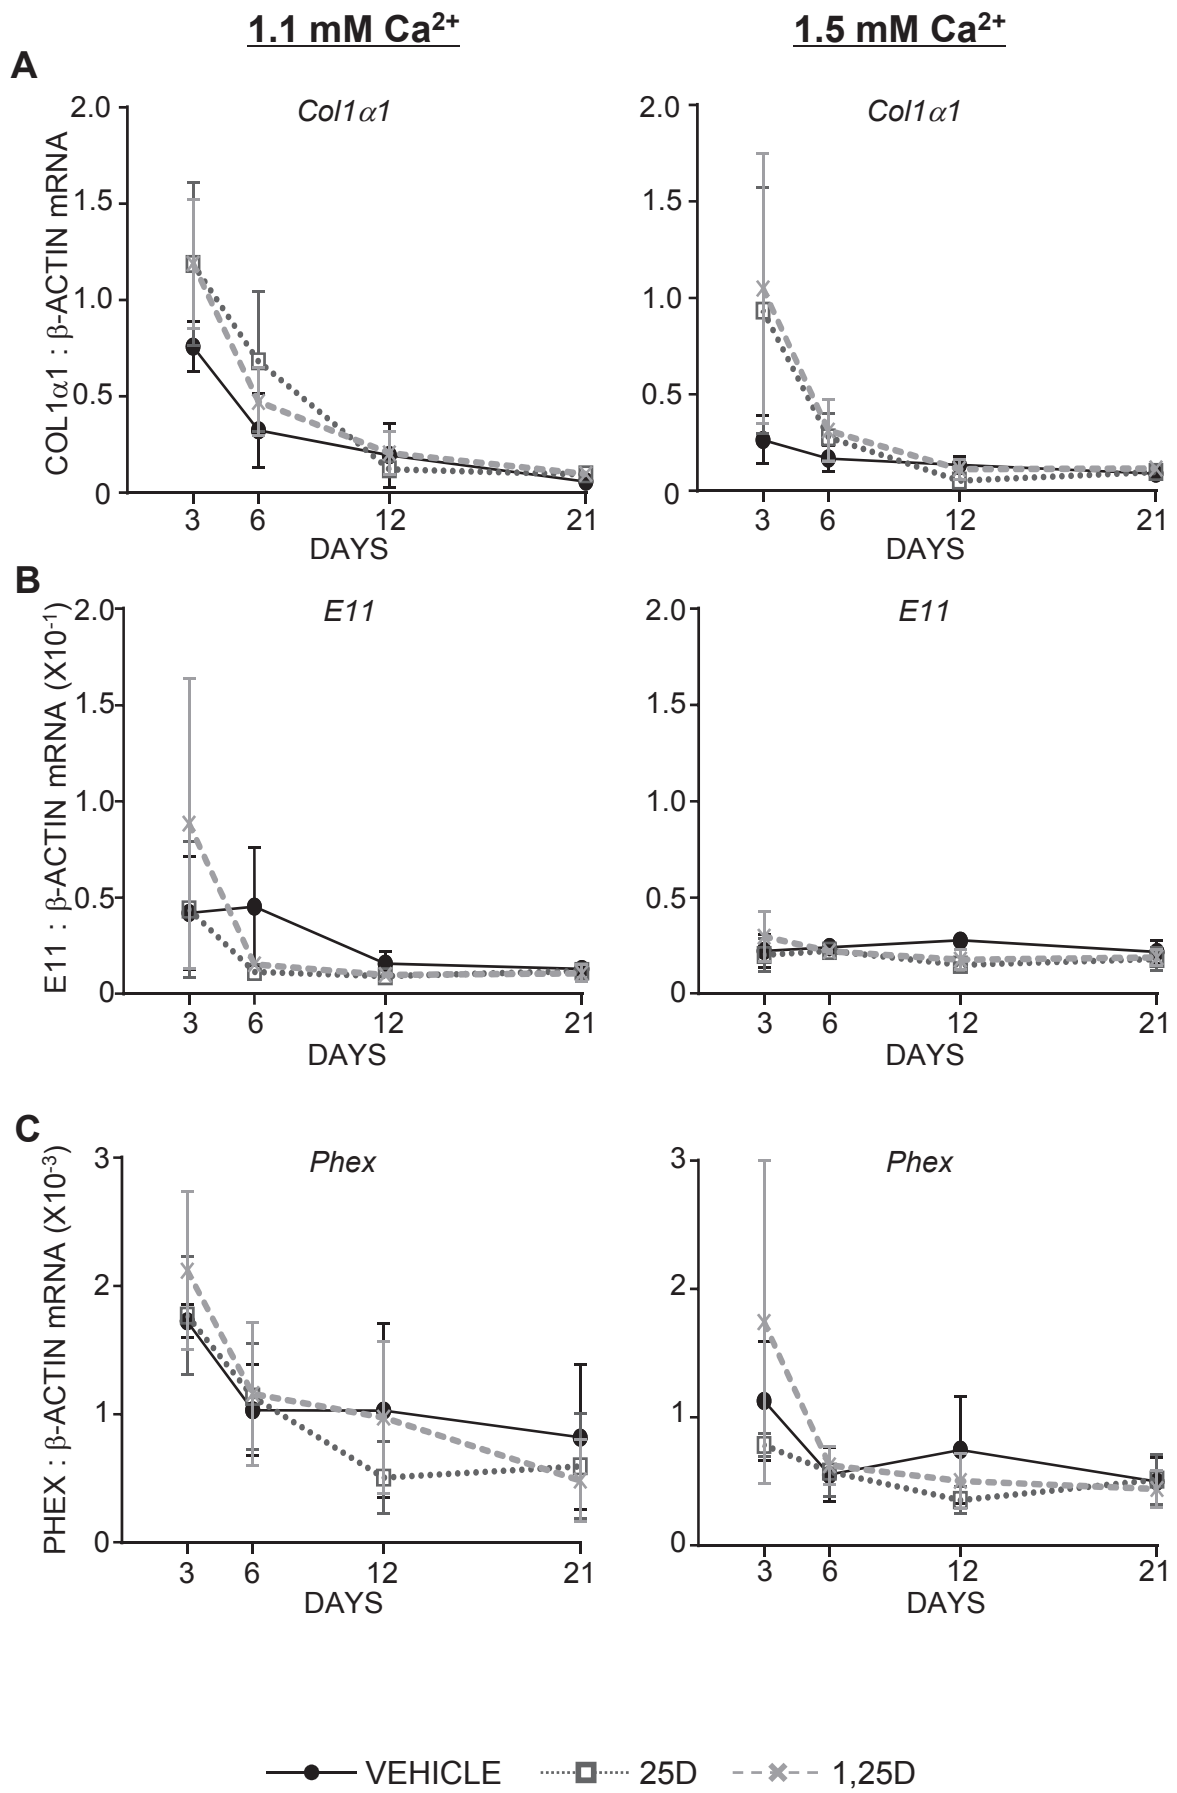 1.1 mM Ca²⁺ 1.5 mM Ca²⁺
A
Col1α1 Col1α1
COL1α1 : β-ACTIN mRNA
2.0 2.0
1.5 1.5
1.0 1.0
0.5 0.5
0 0
3 6 12 21 3 6 12 21
DAYS DAYS
B
E11 E11
E11 : β-ACTIN mRNA (X10⁻¹)
2.0 2.0
1.5 1.5
1.0 1.0
0.5 0.5
0 0
3 6 12 21 3 6 12 21
DAYS DAYS
C
Phex Phex
PHEX : β-ACTIN mRNA (X10⁻³)
3 3
2 2
1 1
0 0
3 6 12 21 3 6 12 21
DAYS DAYS
VEHICLE 25D 1,25D